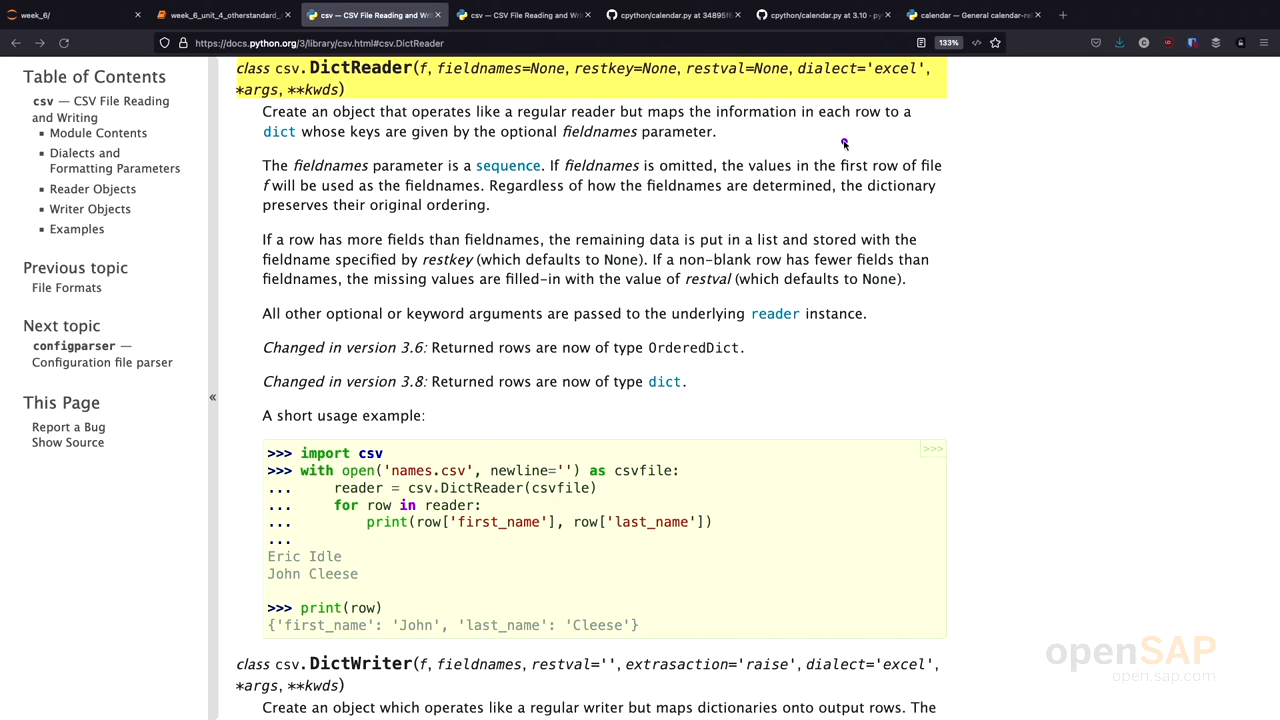 week_6/
week_6_unit_4_otherstandard_
csv — CSV File Reading and Wri
csv — CSV File Reading and Wri
cpython/calendar.py at 34895f6
cpython/calendar.py at 3.10 · py
calendar — General calendar-rel
https://docs.python.org/3/library/csv.html#csv.DictReader
133%
Table of Contents
csv — CSV File Reading
and Writing
Module Contents
Dialects and
Formatting Parameters
Reader Objects
Writer Objects
Examples
Previous topic
File Formats
Next topic
configparser —
Configuration file parser
This Page
Report a Bug
Show Source
«
class csv.DictReader(f, fieldnames=None, restkey=None, restval=None, dialect='excel',
*args, **kwds)
Create an object that operates like a regular reader but maps the information in each row to a
dict whose keys are given by the optional fieldnames parameter.
The fieldnames parameter is a sequence. If fieldnames is omitted, the values in the first row of file
f will be used as the fieldnames. Regardless of how the fieldnames are determined, the dictionary
preserves their original ordering.
If a row has more fields than fieldnames, the remaining data is put in a list and stored with the
fieldname specified by restkey (which defaults to None). If a non-blank row has fewer fields than
fieldnames, the missing values are filled-in with the value of restval (which defaults to None).
All other optional or keyword arguments are passed to the underlying reader instance.
Changed in version 3.6: Returned rows are now of type OrderedDict.
Changed in version 3.8: Returned rows are now of type dict.
A short usage example:
>>>
>>> import csv
>>> with open('names.csv', newline='') as csvfile:
...     reader = csv.DictReader(csvfile)
...     for row in reader:
...         print(row['first_name'], row['last_name'])
...
Eric Idle
John Cleese
>>> print(row)
{'first_name': 'John', 'last_name': 'Cleese'}
class csv.DictWriter(f, fieldnames, restval='', extrasaction='raise', dialect='excel',
*args, **kwds)
Create an object which operates like a regular writer but maps dictionaries onto output rows. The
openSAP
open.sap.com